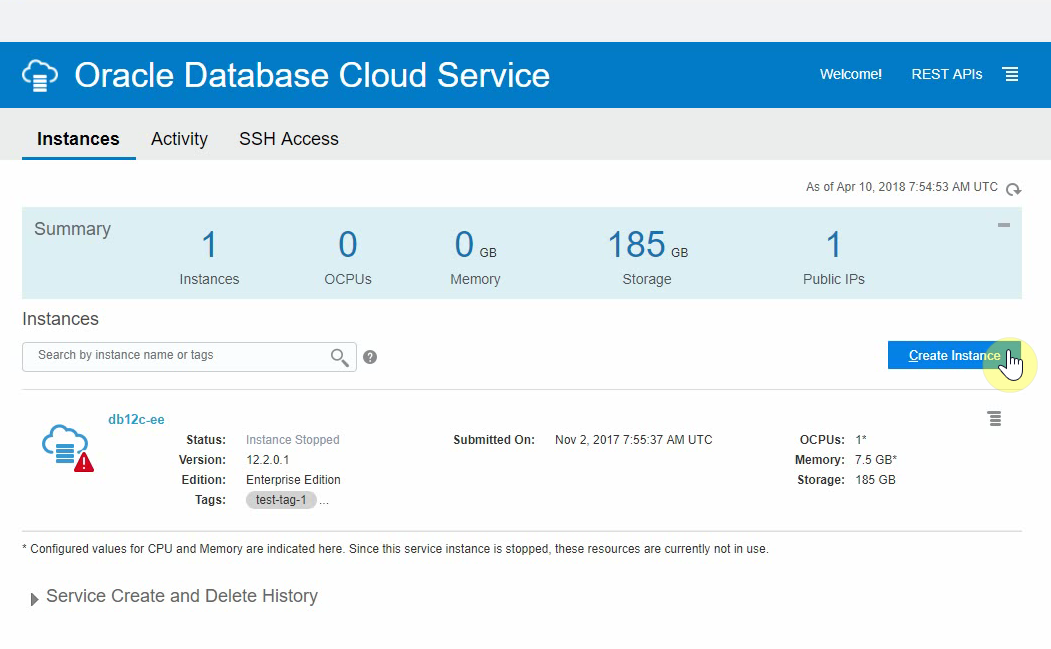 Oracle Database Cloud Service
Welcome! REST APIs
Instances Activity SSH Access
As of Apr 10, 2018 7:54:53 AM UTC
Summary
1 0 0 GB 185 GB 1
Instances OCPUs Memory Storage Public IPs
Instances
Search by instance name or tags ?
Create Instance
db12c-ee
Status: Instance Stopped Submitted On: Nov 2, 2017 7:55:37 AM UTC OCPUs: 1*
Version: 12.2.0.1 Memory: 7.5 GB*
Edition: Enterprise Edition Storage: 185 GB
Tags: test-tag-1 ...
* Configured values for CPU and Memory are indicated here. Since this service instance is stopped, these resources are currently not in use.
Service Create and Delete History